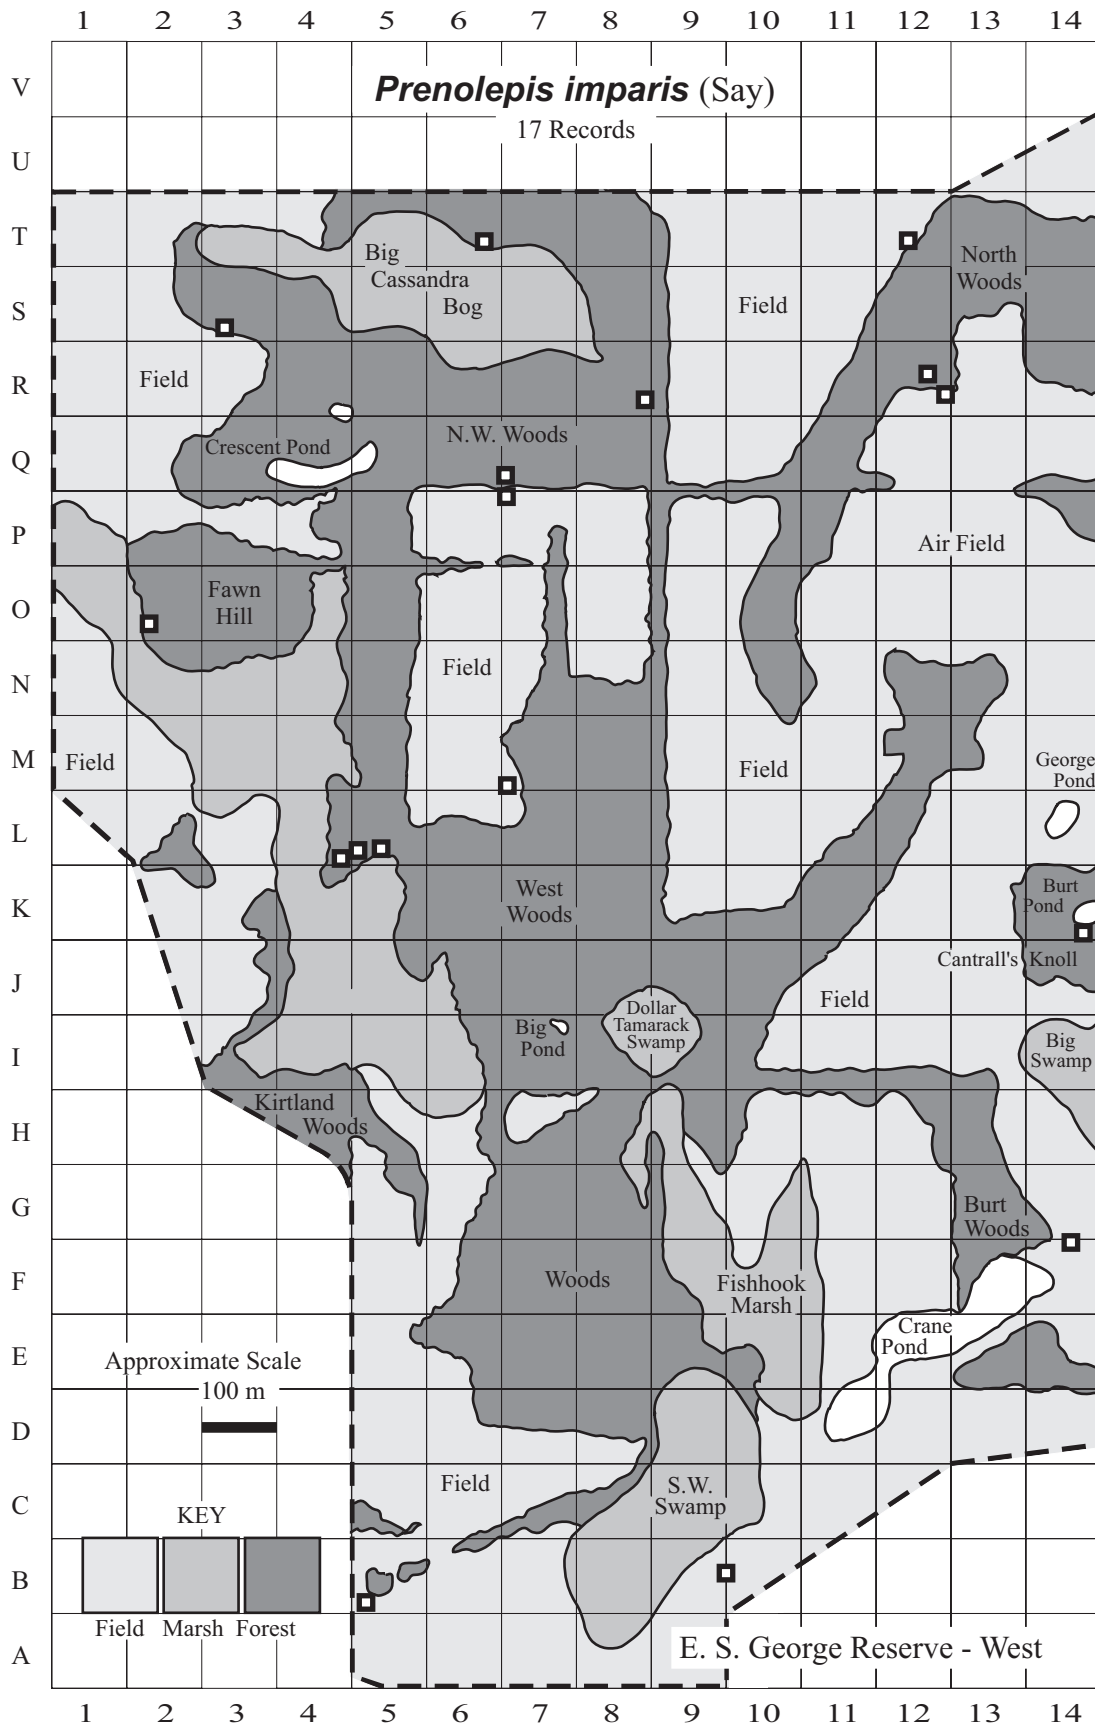 1 2 3 4 5 6 7 8 9 10 11 12 13 14
V
Prenolepis imparis (Say)
17 Records
U
T
Big
Cassandra
Bog
North
Woods
S
Field
R
Field
N.W. Woods
Crescent Pond
Q
P
Air Field
O
Fawn
Hill
N
Field
M
Field
Field
George
Pond
L
K
West
Woods
Burt
Pond
J
Cantrall's Knoll
Field
Dollar
Tamarack
Swamp
Big
Pond
I
Big
Swamp
Kirtland
Woods
H
G
Burt
Woods
F
Woods
Fishhook
Marsh
E
Crane
Pond
Approximate Scale
100 m
D
Field
S.W.
Swamp
C
KEY
B
Field Marsh Forest
A
E. S. George Reserve - West
1 2 3 4 5 6 7 8 9 10 11 12 13 14